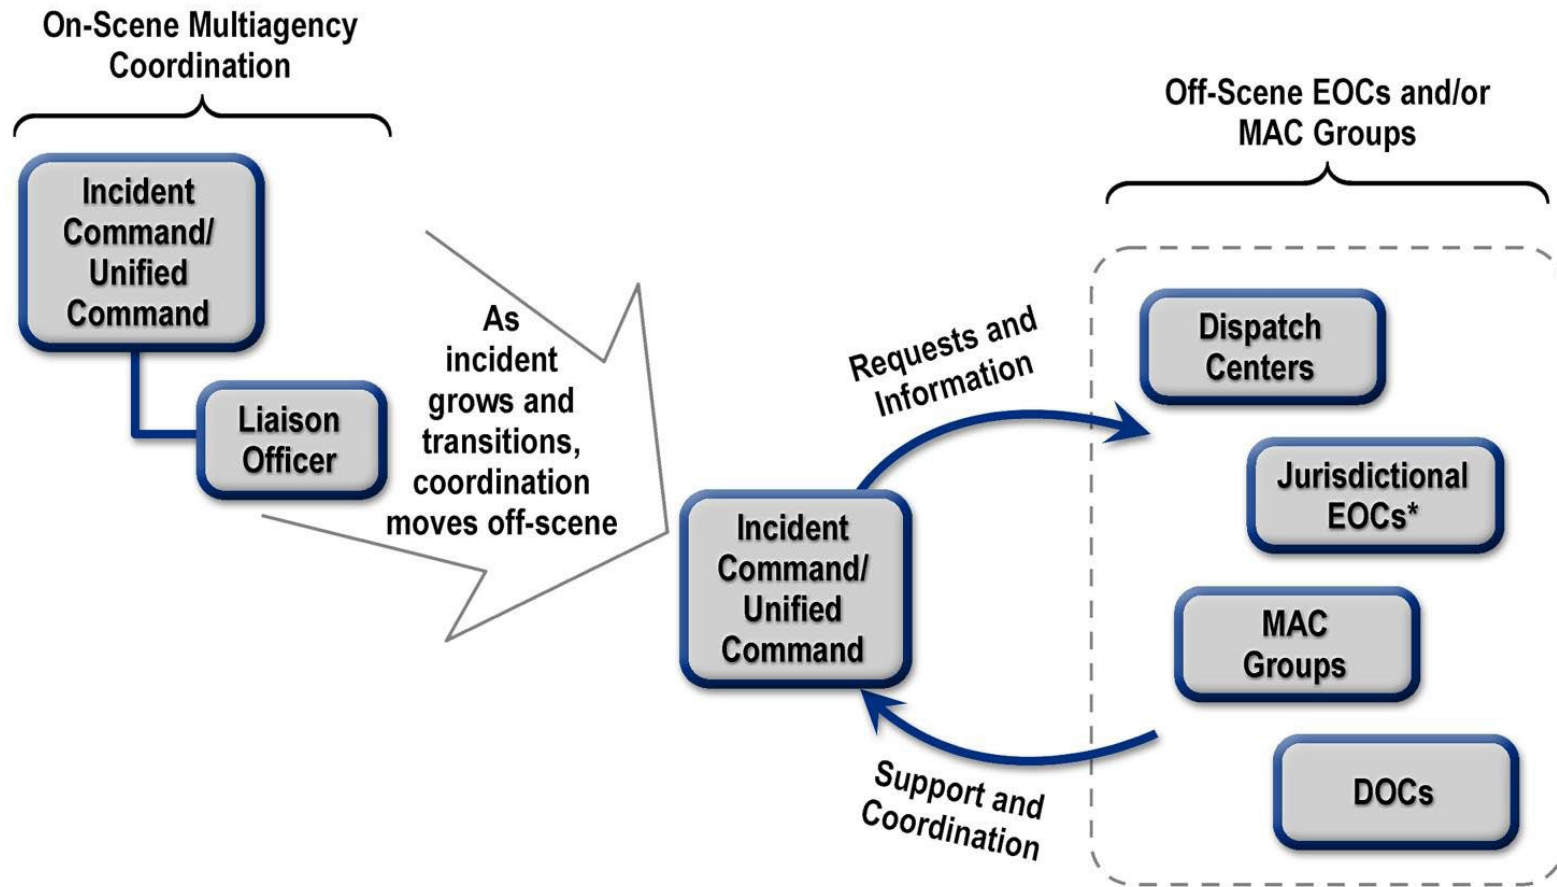 On-Scene Multiagency
Coordination
Incident
Command/
Unified
Command
Liaison
Officer
As
incident
grows and
transitions,
coordination
moves off-scene
Incident
Command/
Unified
Command
Requests and
Information
Support and
Coordination
Off-Scene EOCs and/or
MAC Groups
Dispatch
Centers
Jurisdictional
EOCs*
MAC
Groups
DOCs